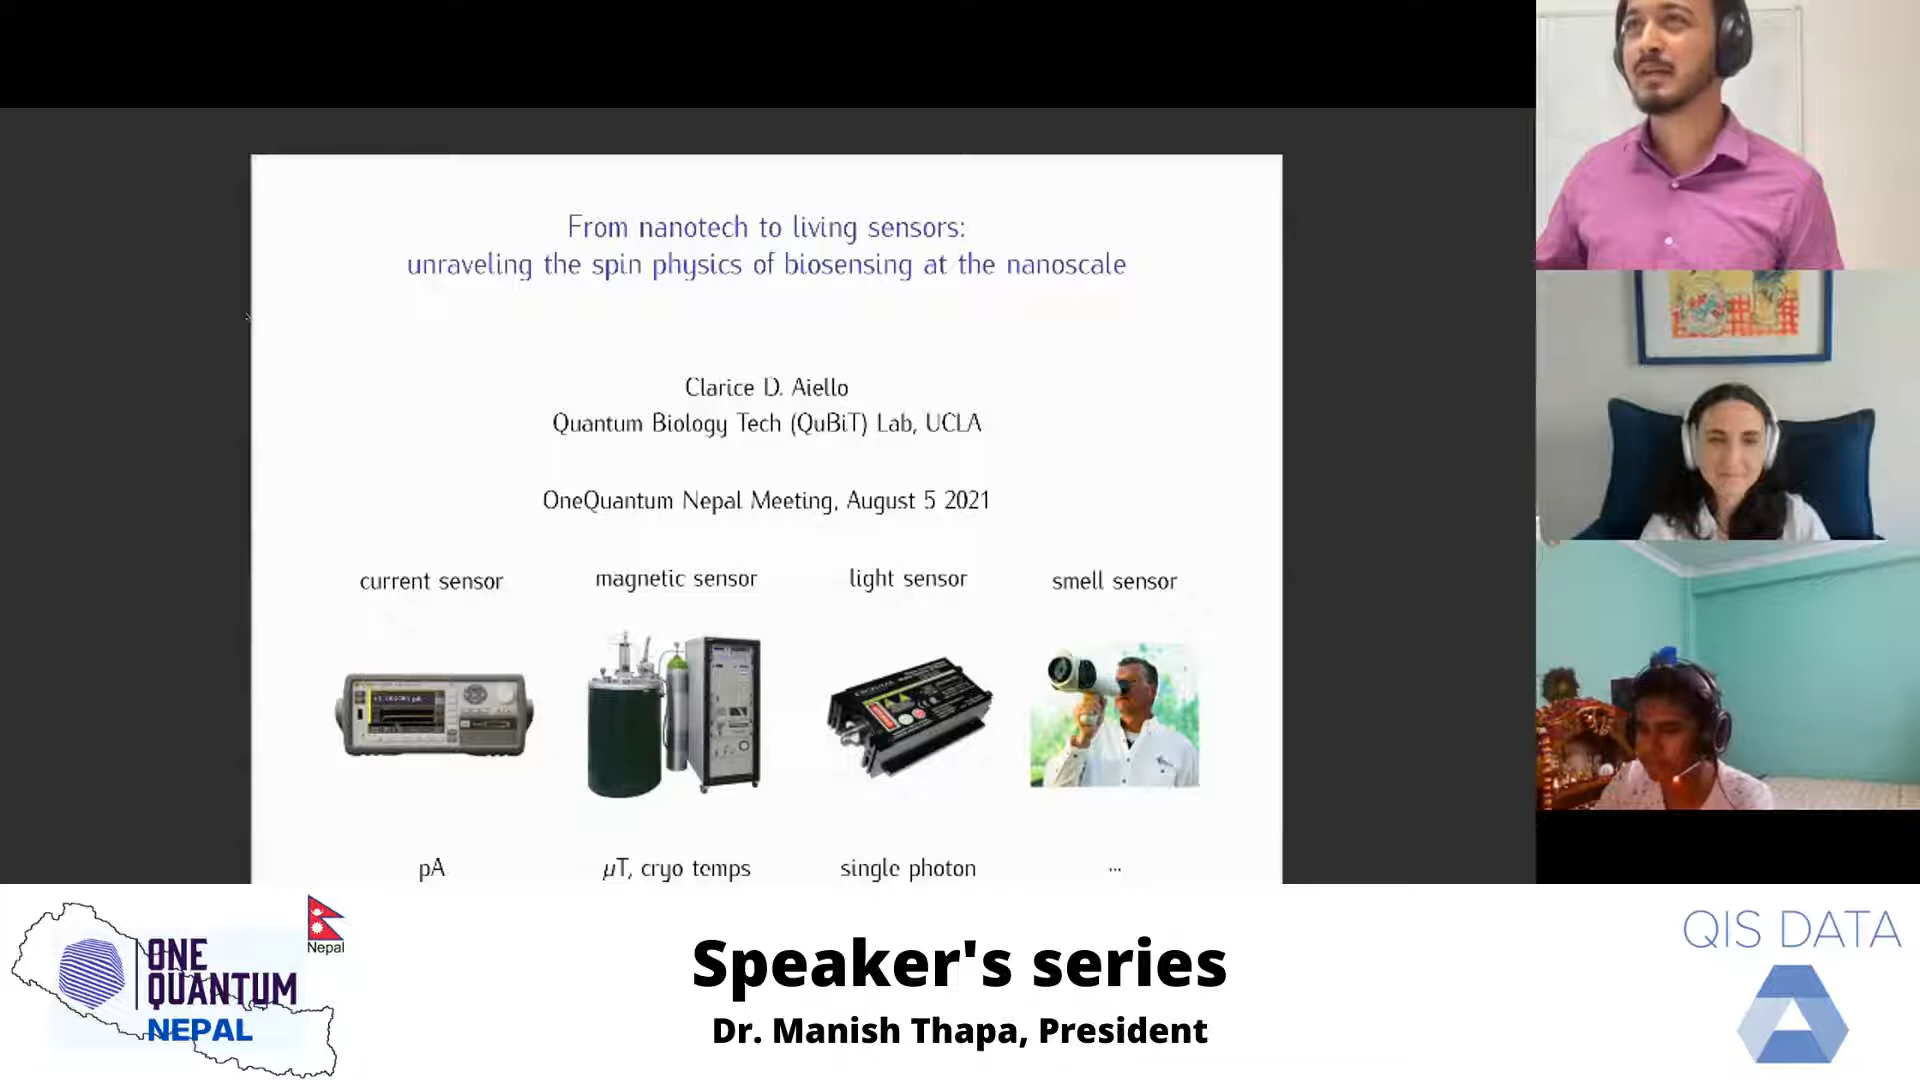 From nanotech to living sensors:
unraveling the spin physics of biosensing at the nanoscale
Clarice D. Aiello
Quantum Biology Tech (QuBiT) Lab, UCLA
OneQuantum Nepal Meeting, August 5 2021
current sensor
magnetic sensor
light sensor
smell sensor
pA
µT, cryo temps
single photon
...
ONE
QUANTUM
NEPAL
Nepal
Speaker's series
Dr. Manish Thapa, President
QIS DATA